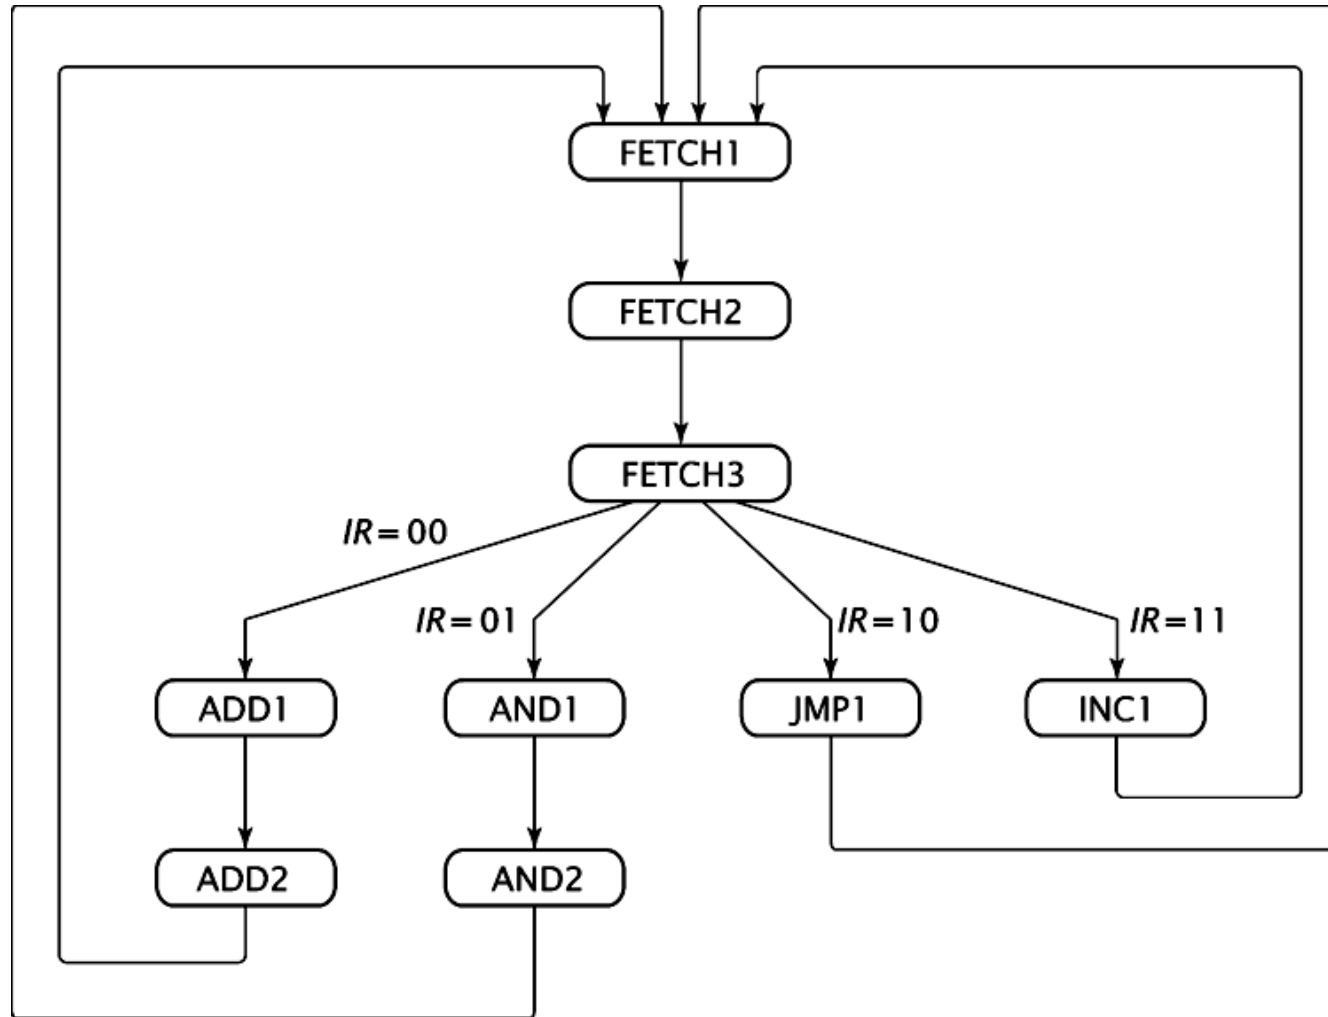 FETCH1
FETCH2
FETCH3
IR=00
IR=01
IR=10
IR=11
ADD1
AND1
JMP1
INC1
ADD2
AND2